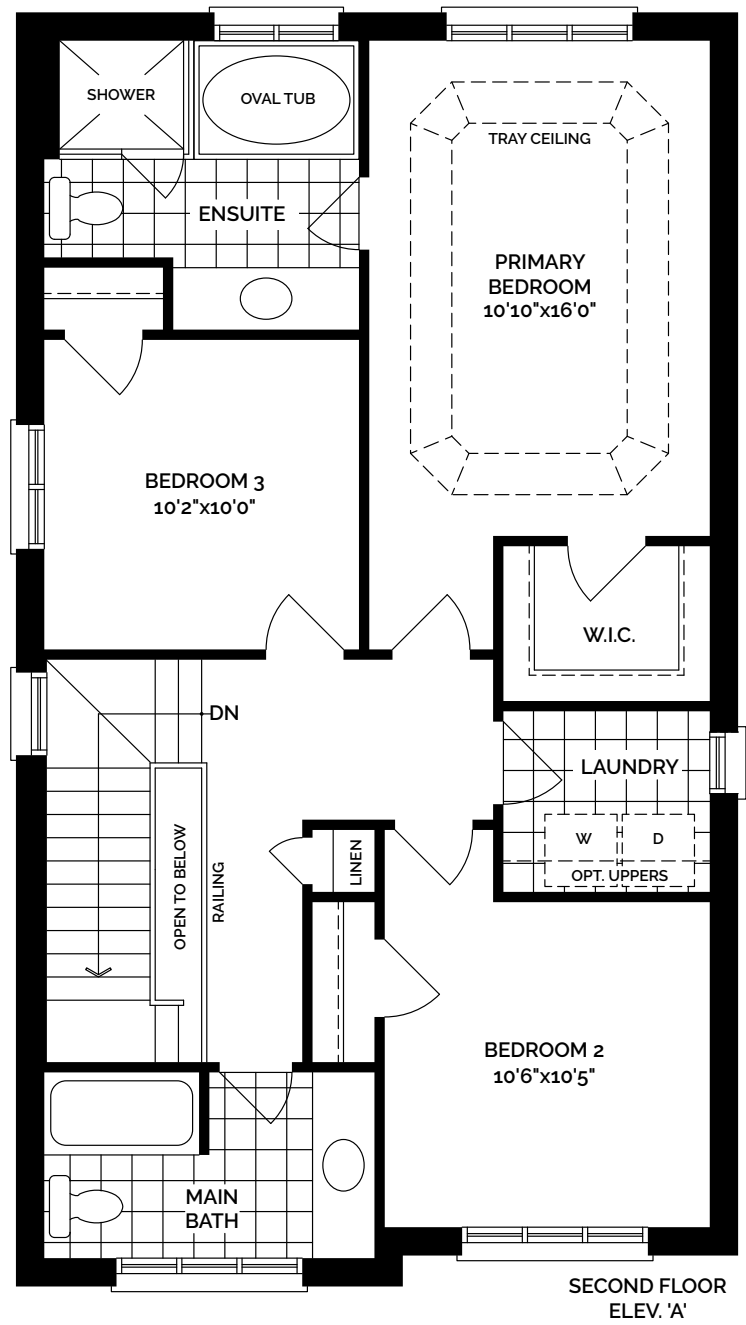 SHOWER
OVAL TUB
TRAY CEILING
ENSUITE
PRIMARY
BEDROOM
10'10"x16'0"
BEDROOM 3
10'2"x10'0"
W.I.C.
DN
LAUNDRY
W
D
OPT. UPPERS
LINEN
OPEN TO BELOW
RAILING
BEDROOM 2
10'6"x10'5"
MAIN
BATH
SECOND FLOOR
ELEV. 'A'